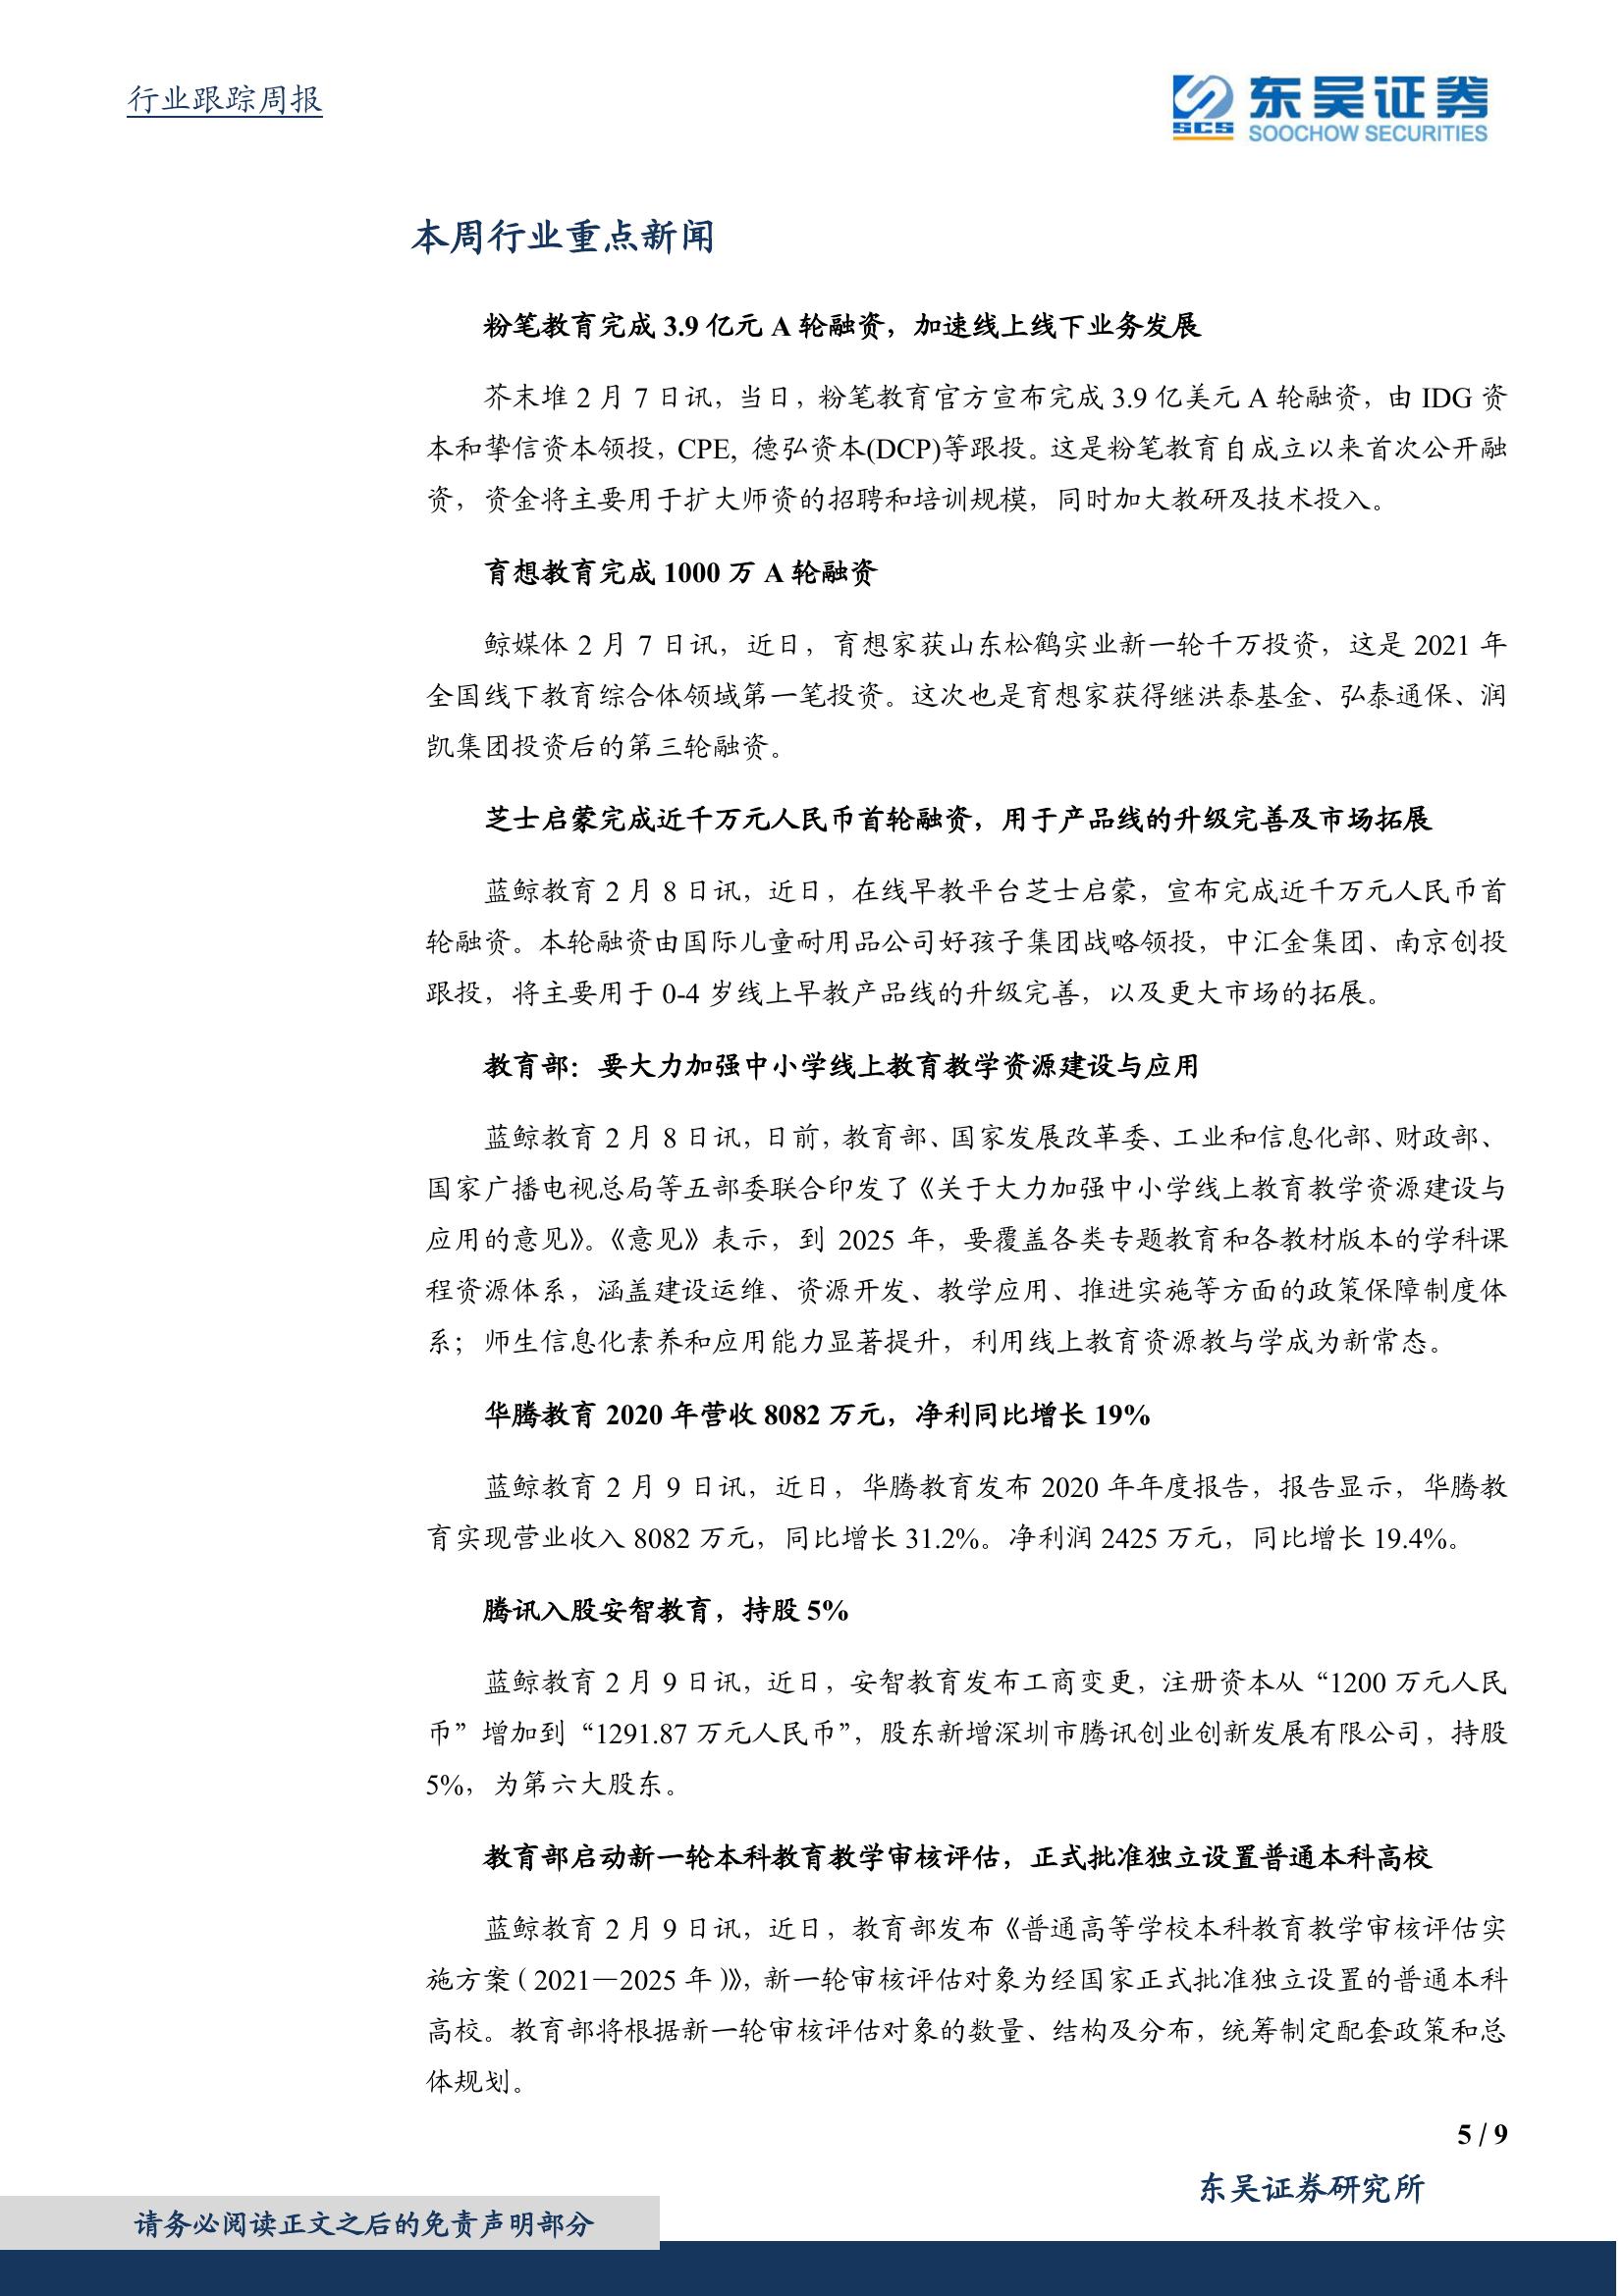 行业跟踪周报
SCS
东吴证券
SOOCHOW SECURITIES
本周行业重点新闻
粉笔教育完成 3.9 亿元 A 轮融资，加速线上线下业务发展
芥末堆 2 月 7 日讯，当日，粉笔教育官方宣布完成 3.9 亿美元 A 轮融资，由 IDG 资
本和挚信资本领投，CPE, 德弘资本(DCP)等跟投。这是粉笔教育自成立以来首次公开融
资，资金将主要用于扩大师资的招聘和培训规模，同时加大教研及技术投入。
育想教育完成 1000 万 A 轮融资
鲸媒体 2 月 7 日讯，近日，育想家获山东松鹤实业新一轮千万投资，这是 2021 年
全国线下教育综合体领域第一笔投资。这次也是育想家获得继洪泰基金、弘泰通保、润
凯集团投资后的第三轮融资。
芝士启蒙完成近千万元人民币首轮融资，用于产品线的升级完善及市场拓展
蓝鲸教育 2 月 8 日讯，近日，在线早教平台芝士启蒙，宣布完成近千万元人民币首
轮融资。本轮融资由国际儿童耐用品公司好孩子集团战略领投，中汇金集团、南京创投
跟投，将主要用于 0-4 岁线上早教产品线的升级完善，以及更大市场的拓展。
教育部：要大力加强中小学线上教育教学资源建设与应用
蓝鲸教育 2 月 8 日讯，日前，教育部、国家发展改革委、工业和信息化部、财政部、
国家广播电视总局等五部委联合印发了《关于大力加强中小学线上教育教学资源建设与
应用的意见》。《意见》表示，到 2025 年，要覆盖各类专题教育和各教材版本的学科课
程资源体系，涵盖建设运维、资源开发、教学应用、推进实施等方面的政策保障制度体
系；师生信息化素养和应用能力显著提升，利用线上教育资源教与学成为新常态。
华腾教育 2020 年营收 8082 万元，净利同比增长 19%
蓝鲸教育 2 月 9 日讯，近日，华腾教育发布 2020 年年度报告，报告显示，华腾教
育实现营业收入 8082 万元，同比增长 31.2%。净利润 2425 万元，同比增长 19.4%。
腾讯入股安智教育，持股 5%
蓝鲸教育 2 月 9 日讯，近日，安智教育发布工商变更，注册资本从“1200 万元人民
币”增加到“1291.87 万元人民币”，股东新增深圳市腾讯创业创新发展有限公司，持股
5%，为第六大股东。
教育部启动新一轮本科教育教学审核评估，正式批准独立设置普通本科高校
蓝鲸教育 2 月 9 日讯，近日，教育部发布《普通高等学校本科教育教学审核评估实
施方案（2021—2025 年）》，新一轮审核评估对象为经国家正式批准独立设置的普通本科
高校。教育部将根据新一轮审核评估对象的数量、结构及分布，统筹制定配套政策和总
体规划。
5 / 9
东吴证券研究所
请务必阅读正文之后的免责声明部分